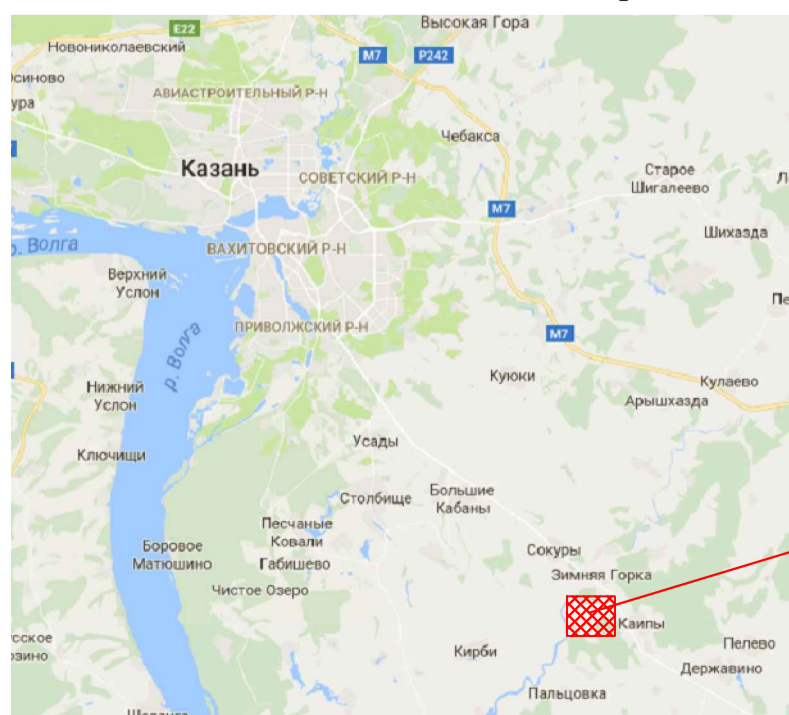 Высокая Гора
E22
Новониколаевский
M7
P242
АВИАСТРОИТЕЛЬНЫЙ Р-Н
Чебакса
Казань
СОВЕТСКИЙ Р-Н
Старое
Шигалеево
M7
Шихазда
р. Волга
ВАХИТОВСКИЙ Р-Н
Верхний
Услон
р. Волга
ПРИВОЛЖСКИЙ Р-Н
M7
Куюки
Кулаево
Нижний
Услон
Арышхазда
Ключищи
Усады
Столбище
Большие
Кабаны
Песчаные
Ковали
Боровое
Матюшино
Габишево
Сокуры
Зимняя Горка
Чистое Озеро
Каипы
Кирби
Пелево
Державино
Пальцовка